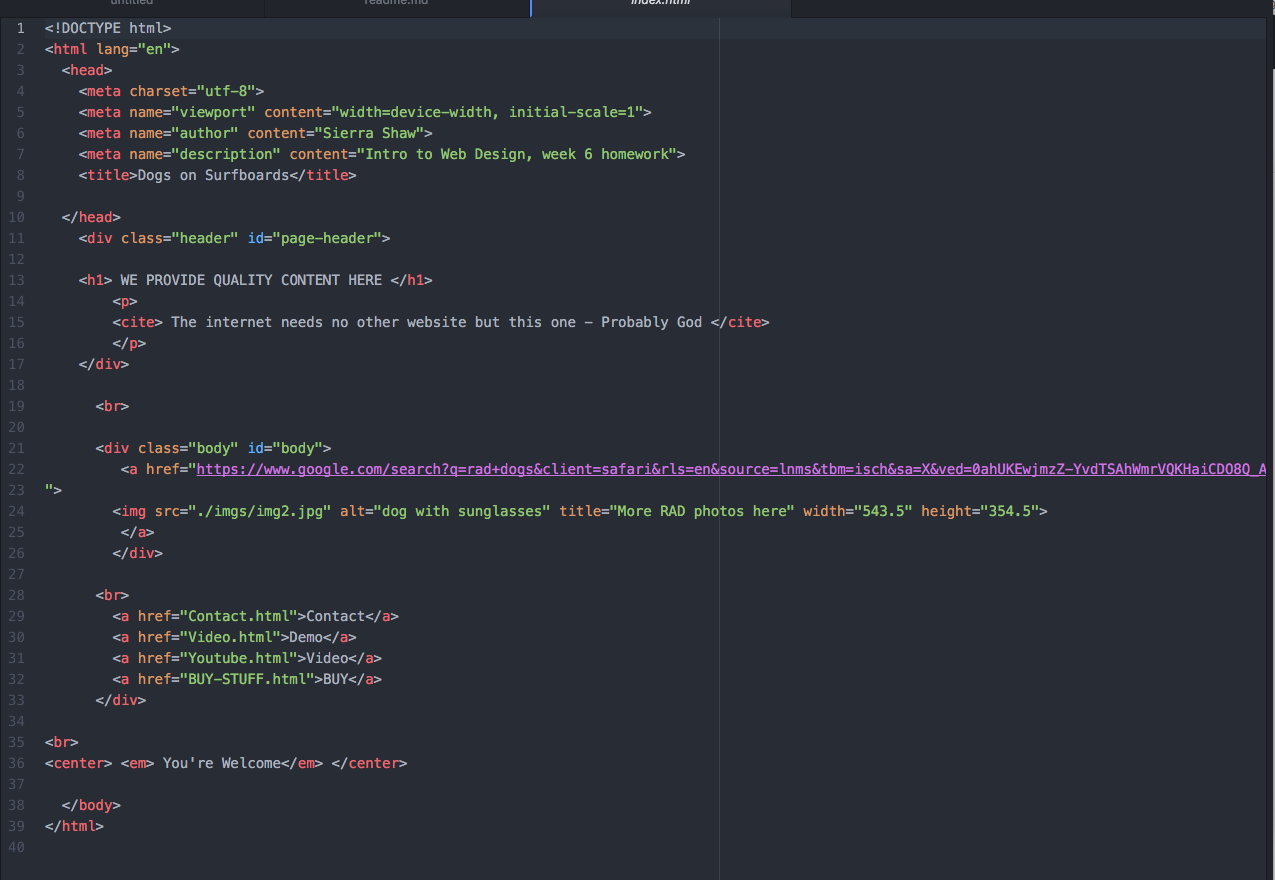 untitled readme.md index.html
1 <!DOCTYPE html>
2 <html lang="en">
3   <head>
4     <meta charset="utf-8">
5     <meta name="viewport" content="width=device-width, initial-scale=1">
6     <meta name="author" content="Sierra Shaw">
7     <meta name="description" content="Intro to Web Design, week 6 homework">
8     <title>Dogs on Surfboards</title>
9
10   </head>
11     <div class="header" id="page-header">
12
13     <h1> WE PROVIDE QUALITY CONTENT HERE </h1>
14         <p>
15         <cite> The internet needs no other website but this one – Probably God </cite>
16         </p>
17     </div>
18
19       <br>
20
21       <div class="body" id="body">
22          <a href="https://www.google.com/search?q=rad+dogs&client=safari&rls=en&source=lnms&tbm=isch&sa=X&ved=0ahUKEwjmzZ-YvdTSAhWmrVQKHaiCDO8Q_A
23 ">
24         <img src="./imgs/img2.jpg" alt="dog with sunglasses" title="More RAD photos here" width="543.5" height="354.5">
25          </a>
26         </div>
27
28       <br>
29         <a href="Contact.html">Contact</a>
30         <a href="Video.html">Demo</a>
31         <a href="Youtube.html">Video</a>
32         <a href="BUY-STUFF.html">BUY</a>
33       </div>
34
35 <br>
36 <center> <em> You're Welcome</em> </center>
37
38   </body>
39 </html>
40